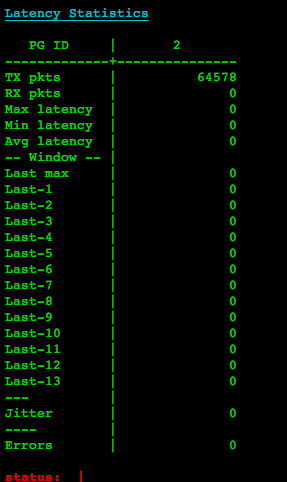 Latency Statistics
PG ID | 2
-------------+---------------
TX pkts | 64578
RX pkts | 0
Max latency | 0
Min latency | 0
Avg latency | 0
-- Window -- |
Last max | 0
Last-1 | 0
Last-2 | 0
Last-3 | 0
Last-4 | 0
Last-5 | 0
Last-6 | 0
Last-7 | 0
Last-8 | 0
Last-9 | 0
Last-10 | 0
Last-11 | 0
Last-12 | 0
Last-13 | 0
--- |
Jitter | 0
---- |
Errors | 0
status: |